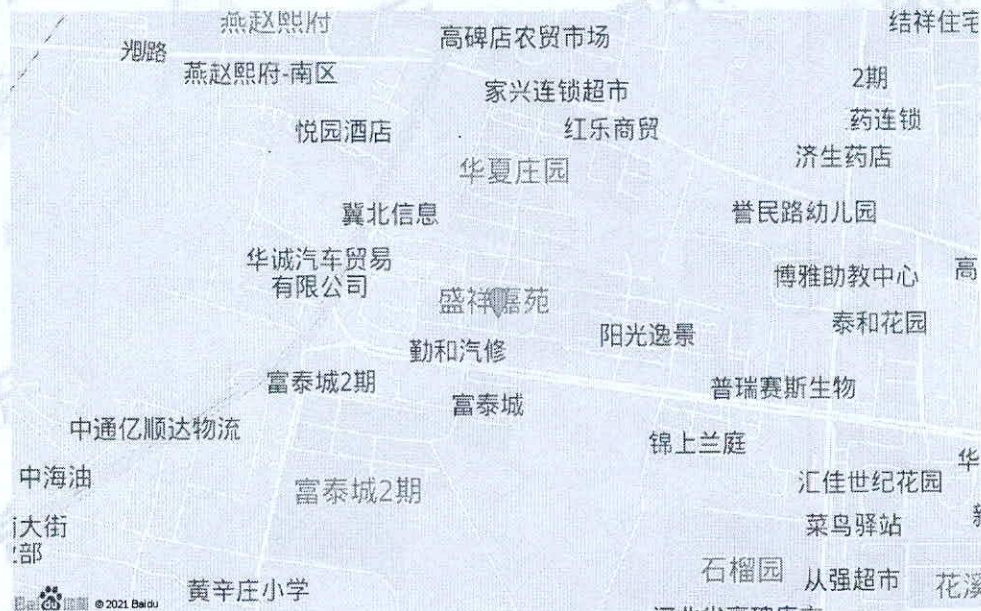 燕赵熙府
结祥住宅
高碑店农贸市场
燕赵熙府-南区
2期
家兴连锁超市
药连锁
悦园酒店
红乐商贸
济生药店
华夏庄园
冀北信息
誉民路幼儿园
华诚汽车贸易
有限公司
博雅助教中心
高
盛祥嘉苑
泰和花园
阳光逸景
勤和汽修
富泰城2期
普瑞赛斯生物
富泰城
中通亿顺达物流
锦上兰庭
华
中海油
汇佳世纪花园
富泰城2期
大街
菜鸟驿站
部
石榴园
从强超市
花溪
黄辛庄小学
Bai
© 2021 Baidu